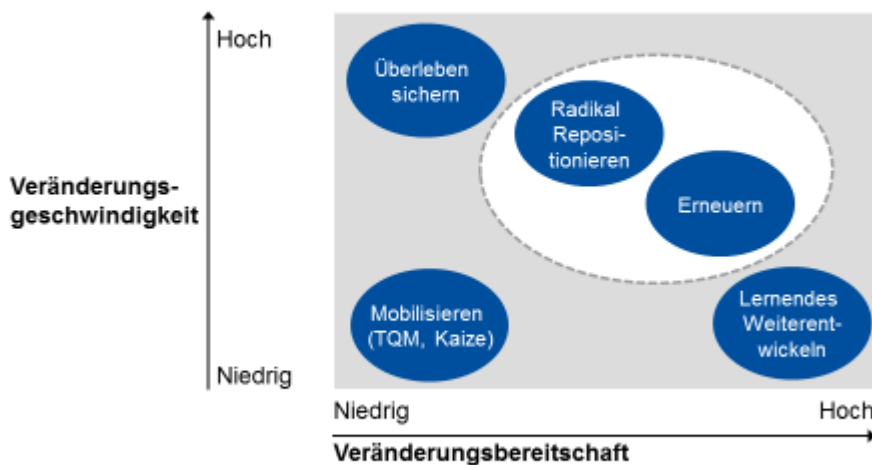 Hoch
Überleben
sichern
Radikal
Reposi-
tionieren
Veränderungs-
geschwindigkeit
Erneuern
Mobilisieren
(TQM, Kaize)
Lernendes
Weiterent-
wickeln
Niedrig
Niedrig
Hoch
Veränderungsbereitschaft